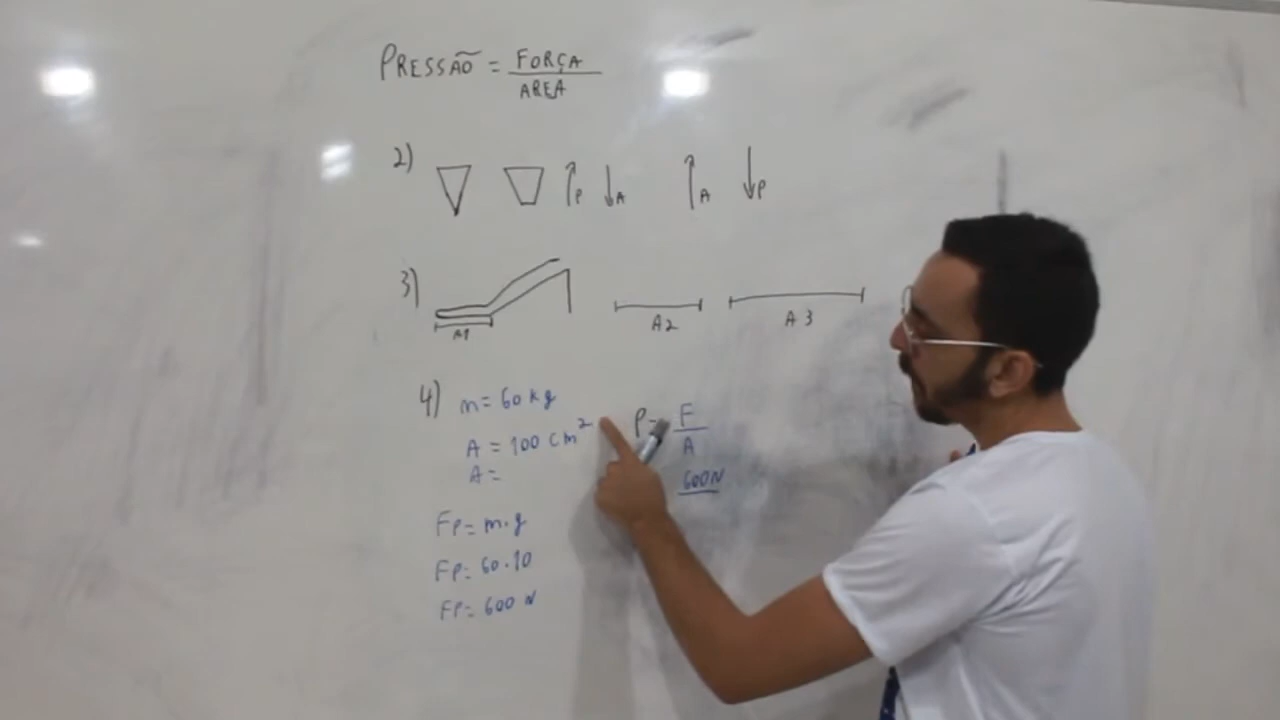 PRESSÃO = FORÇA
AREA
2)
P A A P
3)
A1 A2 A3
4) m = 60 kg
A = 100 cm²
A =
P = F
A
600N
Fp = m.g
Fp = 60.10
Fp = 600 N